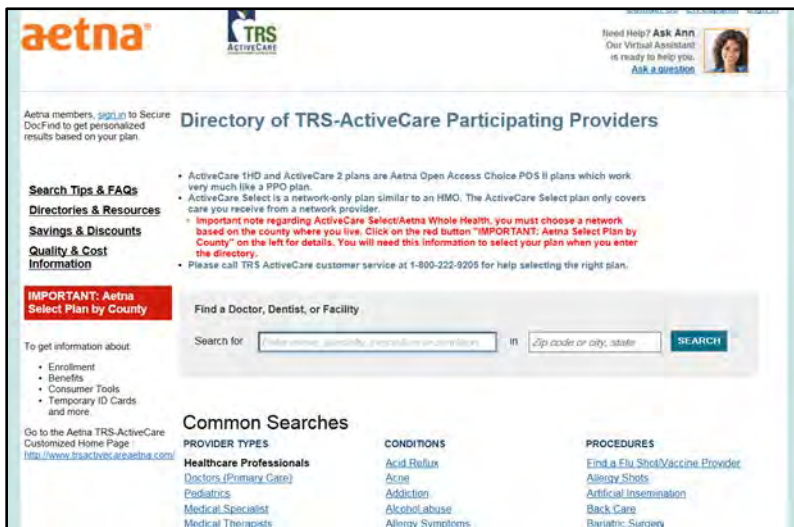 Contact Us En Español Sign In
aetna
TRS
ACTIVECARE
Need Help? Ask Ann
Our Virtual Assistant
is ready to help you.
Ask a question
Aetna members, sign in to Secure
DocFind to get personalized
results based on your plan.
Directory of TRS-ActiveCare Participating Providers
• ActiveCare 1HD and ActiveCare 2 plans are Aetna Open Access Choice POS II plans which work
very much like a PPO plan.
• ActiveCare Select is a network-only plan similar to an HMO. The ActiveCare Select plan only covers
care you receive from a network provider.
Important note regarding ActiveCare Select/Aetna Whole Health, you must choose a network
based on the county where you live. Click on the red button "IMPORTANT: Aetna Select Plan by
County" on the left for details. You will need this information to select your plan when you enter
the directory.
• Please call TRS ActiveCare customer service at 1-800-222-9205 for help selecting the right plan.
Search Tips & FAQs
Directories & Resources
Savings & Discounts
Quality & Cost
Information
IMPORTANT: Aetna
Select Plan by County
Find a Doctor, Dentist, or Facility
Search for Enter name, specialty, procedure or condition in Zip code or city, state SEARCH
To get information about:
• Enrollment
• Benefits
• Consumer Tools
• Temporary ID Cards
and more.
Go to the Aetna TRS-ActiveCare
Customized Home Page :
http://www.trsactivecareaetna.com/
Common Searches
PROVIDER TYPES CONDITIONS PROCEDURES
Healthcare Professionals Acid Reflux Find a Flu Shot/Vaccine Provider
Doctors (Primary Care) Acne Allergy Shots
Pediatrics Addiction Artificial Insemination
Medical Specialist Alcohol abuse Back Care
Medical Therapists Allergy Symptoms Bariatric Surgery